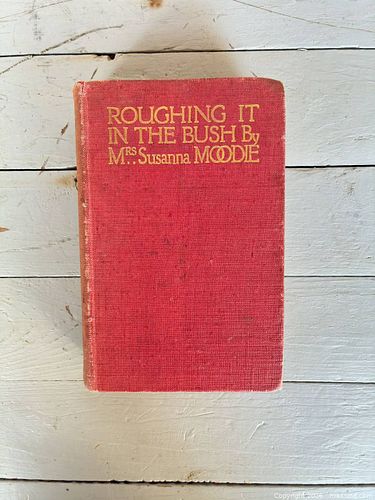 ROUGHING IT
IN THE BUSH By
MRS. Susanna MOODIE